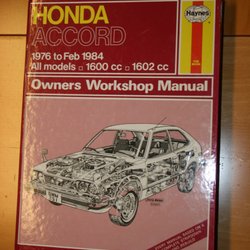 HONDA
ACCORD
Haynes
1976 to Feb 1984
All models □ 1600 cc □ 1602 cc
Owners Workshop Manual